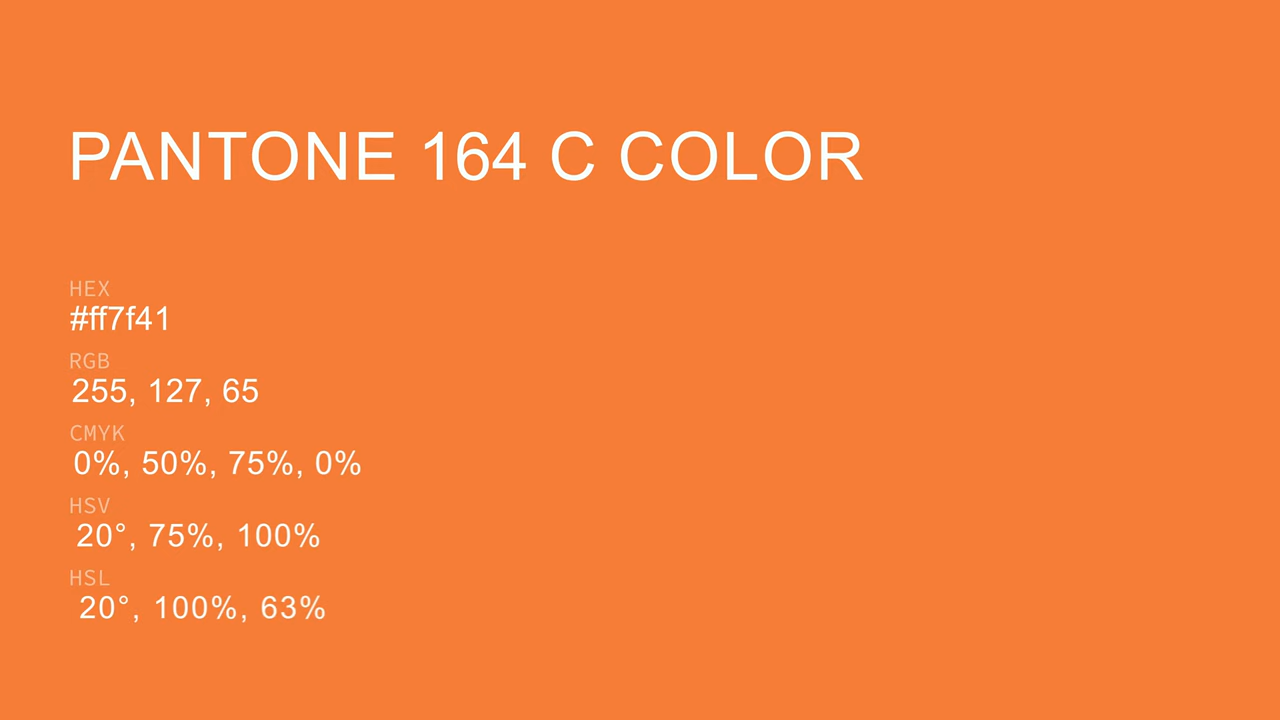 PANTONE 164 C COLOR
HEX
#ff7f41
RGB
255, 127, 65
CMYK
0%, 50%, 75%, 0%
HSV
20°, 75%, 100%
HSL
20°, 100%, 63%